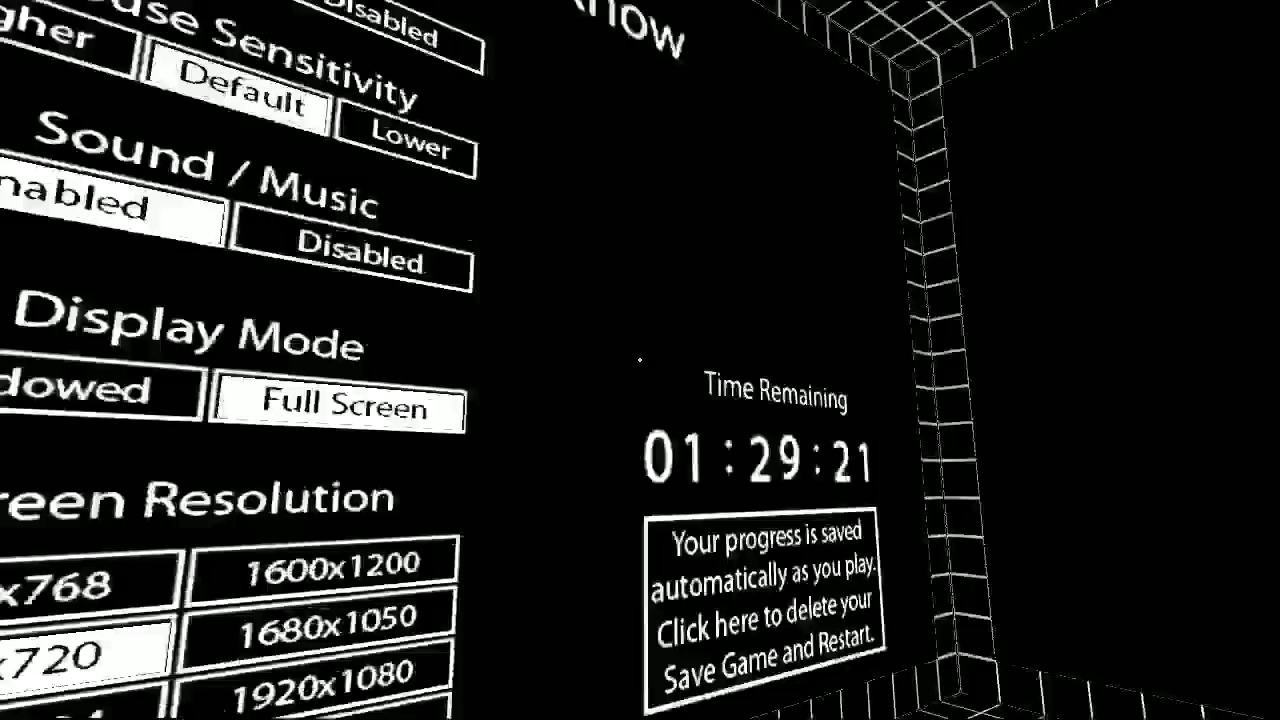 Disabled
use Sensitivity
gher
Default
Lower
Sound / Music
nabled
Disabled
Display Mode
dowed
Full Screen
reen Resolution
x768
1600x1200
x720
1680x1050
1920x1080
now
Time Remaining
01:29:21
Your progress is saved
automatically as you play.
Click here to delete your
Save Game and Restart.